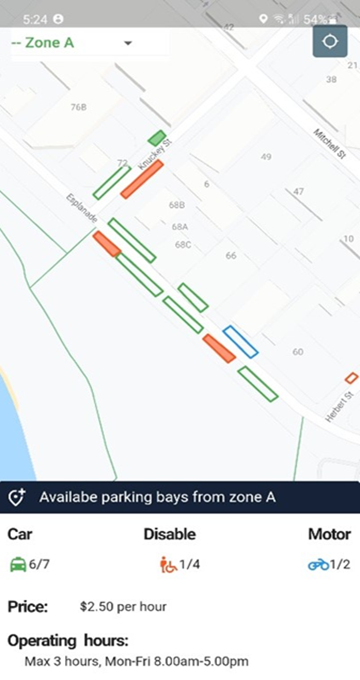 5:24 54%
-- Zone A
42
38
21
76B
Mitchell St
Knuckey St
72
49
6
47
Esplanade
68B
68A
68C
66
10
60
Herbert St
Availabe parking bays from zone A
Car Disable Motor
6/7 1/4 1/2
Price: $2.50 per hour
Operating hours:
Max 3 hours, Mon-Fri 8.00am-5.00pm